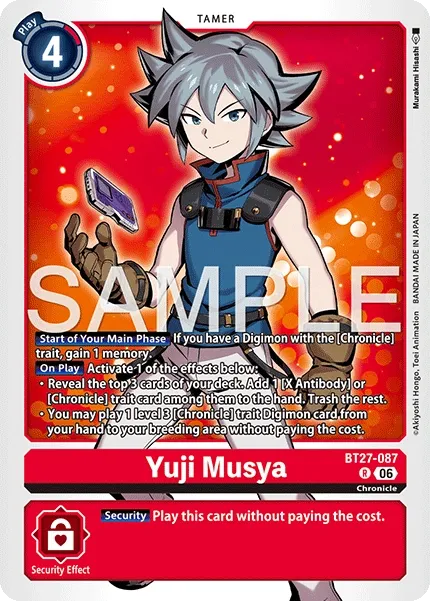 TAMER
Play
4
Murakami Hisashi
SAMPLE
Start of Your Main Phase If you have a Digimon with the [Chronicle]
trait, gain 1 memory.
On Play Activate 1 of the effects below:
• Reveal the top 3 cards of your deck. Add 1 [X Antibody] or
[Chronicle] trait card among them to the hand. Trash the rest.
• You may play 1 level 3 [Chronicle] trait Digimon card from
your hand to your breeding area without paying the cost.
©Akiyoshi Hongo, Toei Animation BANDAI MADE IN JAPAN
Yuji Musya
BT27-087
R 06
Chronicle
Security Play this card without paying the cost.
Security Effect